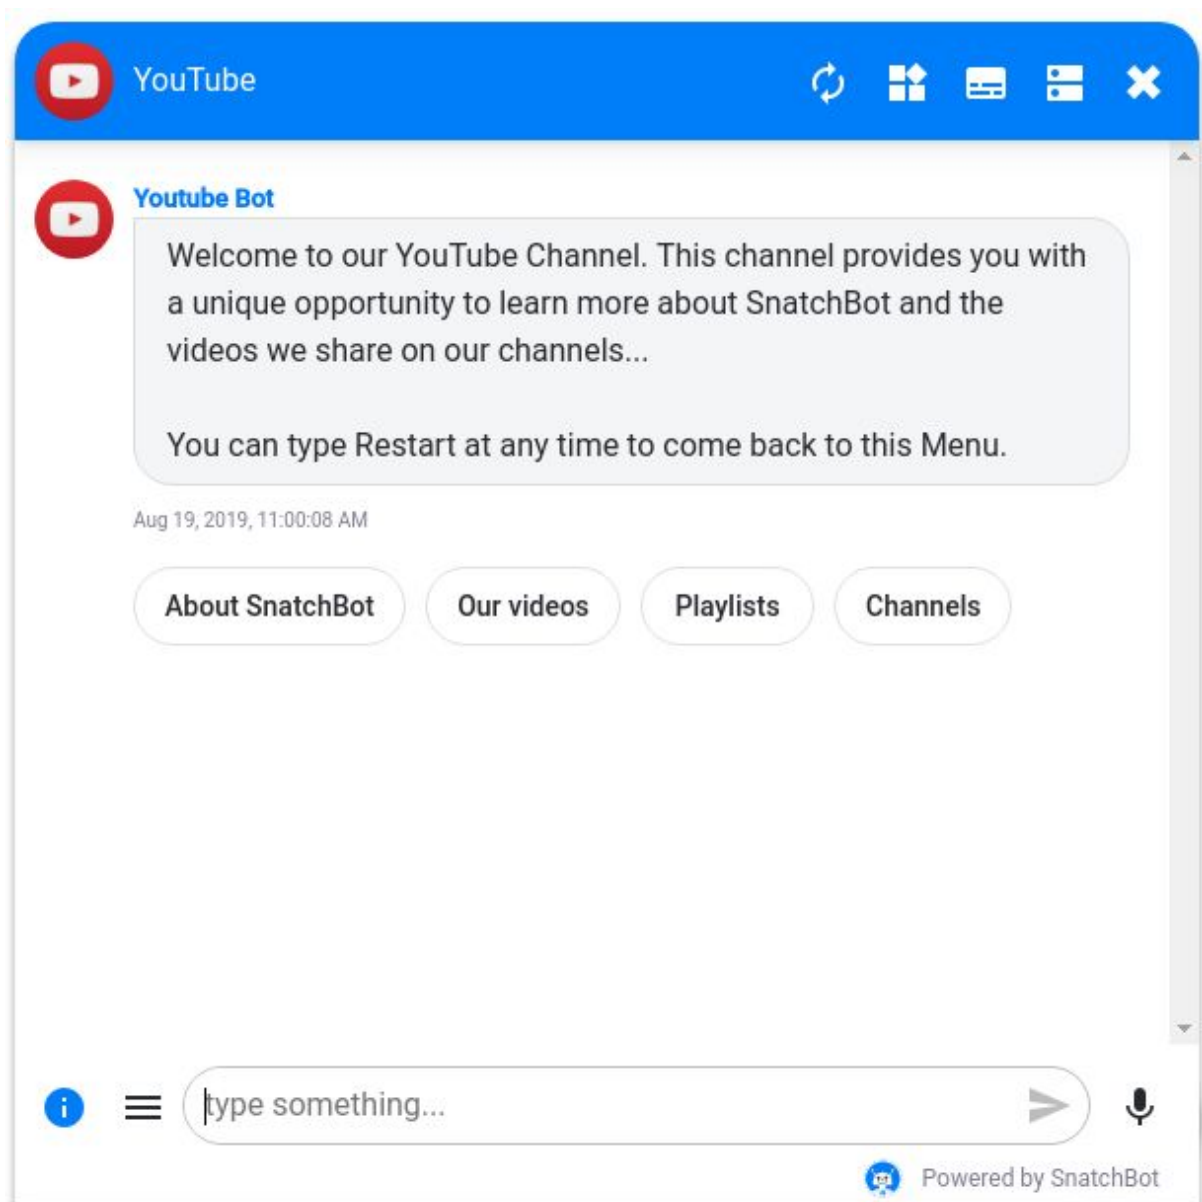 YouTube
Youtube Bot
Welcome to our YouTube Channel. This channel provides you with
a unique opportunity to learn more about SnatchBot and the
videos we share on our channels...
You can type Restart at any time to come back to this Menu.
Aug 19, 2019, 11:00:08 AM
About SnatchBot Our videos Playlists Channels
type something...
Powered by SnatchBot